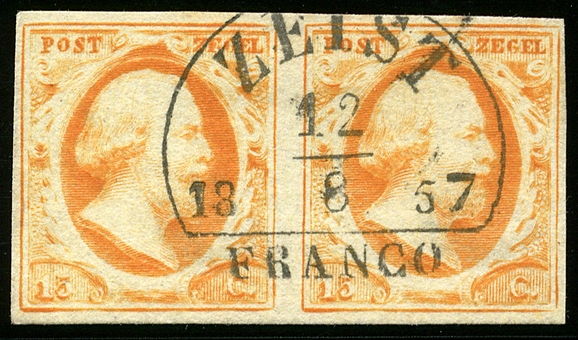 POST ZEGEL POST ZEGEL
ZEIST
12
18 8 57
FRANCO
15 C. 15 C.